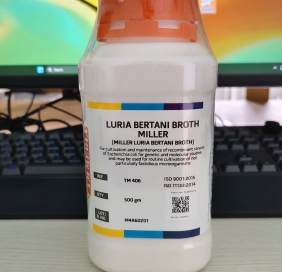 LURIA BERTANI BROTH
MILLER
(MILLER LURIA BERTANI BROTH)
For cultivation and maintenance of recombinant strains
of Escherichia coli for genetic and molecular studies
and may be used for routine cultivation of not
particularly fastidious microorganisms.
REF
TM 406
ISO 9001:2015
ISO 11133:2014
QTY.
500 gm